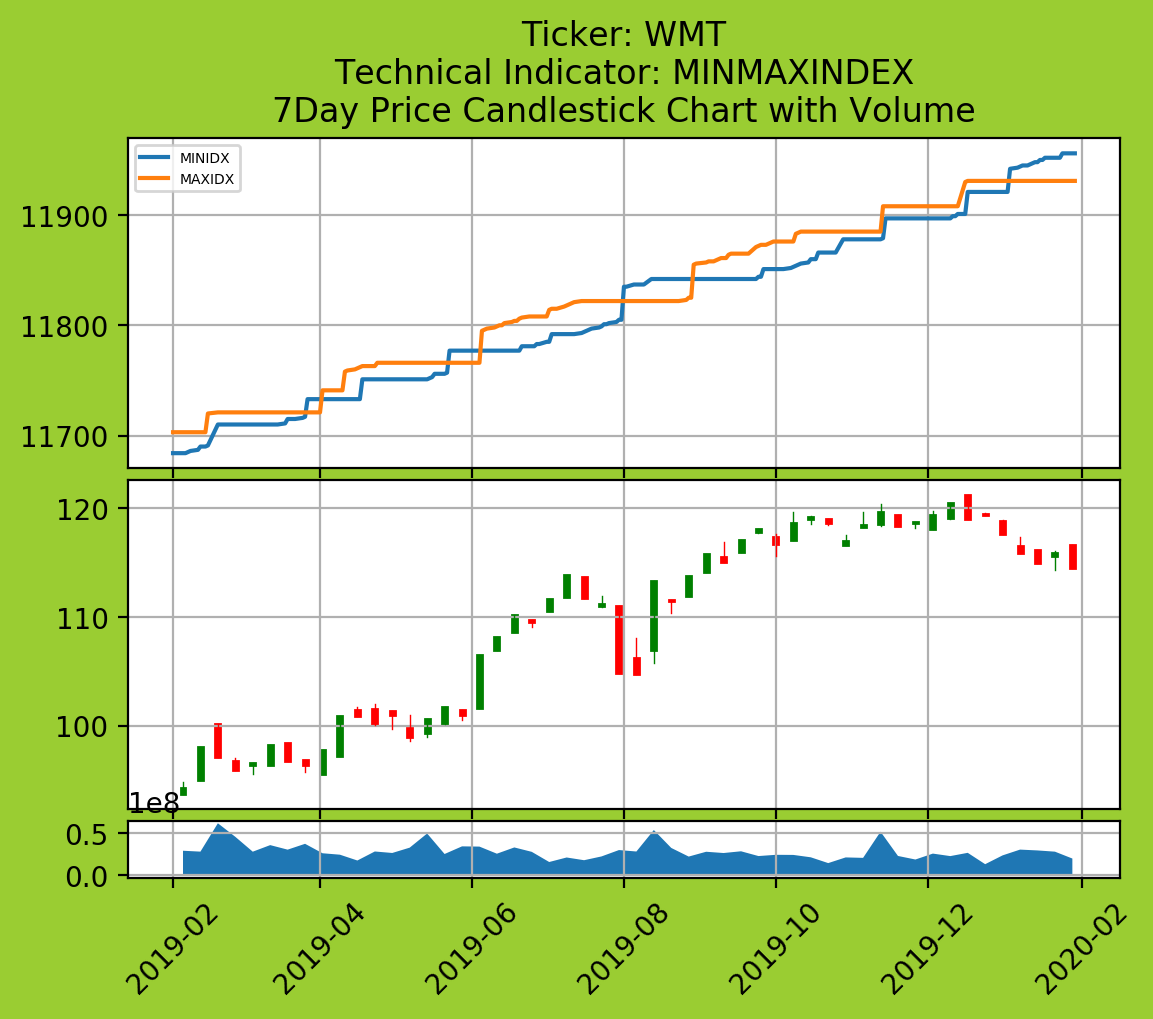 Ticker: WMT
Technical Indicator: MINMAXINDEX
7Day Price Candlestick Chart with Volume
MINIDX
MAXIDX
11900
11800
11700
120
110
100
1e8
0.5
0.0
2019-02
2019-04
2019-06
2019-08
2019-10
2019-12
2020-02